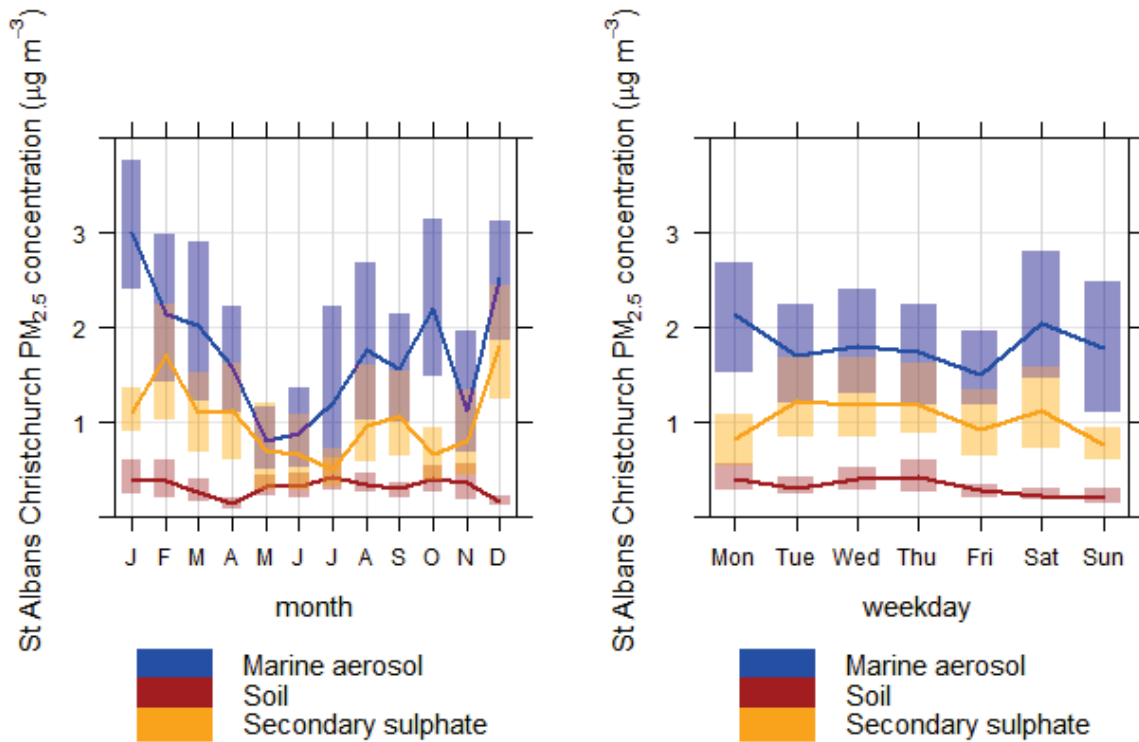 St Albans Christchurch PM2.5 concentration (µg m−3)
3
2
1
J F M A M J J A S O N D
month
Marine aerosol
Soil
Secondary sulphate
St Albans Christchurch PM2.5 concentration (µg m−3)
3
2
1
Mon Tue Wed Thu Fri Sat Sun
weekday
Marine aerosol
Soil
Secondary sulphate